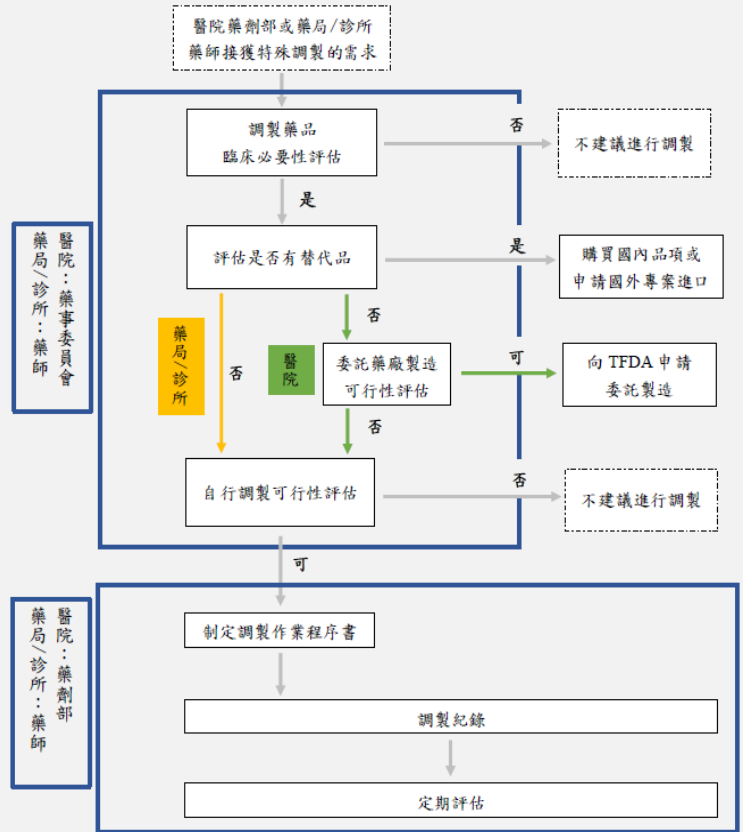 醫院藥劑部或藥局/診所
藥師接獲特殊調製的需求
調製藥品
臨床必要性評估
否
不建議進行調製
是
醫院：藥事委員會
藥局/診所：藥師
評估是否有替代品
是
購買國內品項或
申請國外專案進口
藥局/診所
否
醫院
否
委託藥廠製造
可行性評估
可
向 TFDA 申請
委託製造
否
自行調製可行性評估
否
不建議進行調製
可
醫院：藥劑部
藥局/診所：藥師
制定調製作業程序書
調製紀錄
定期評估